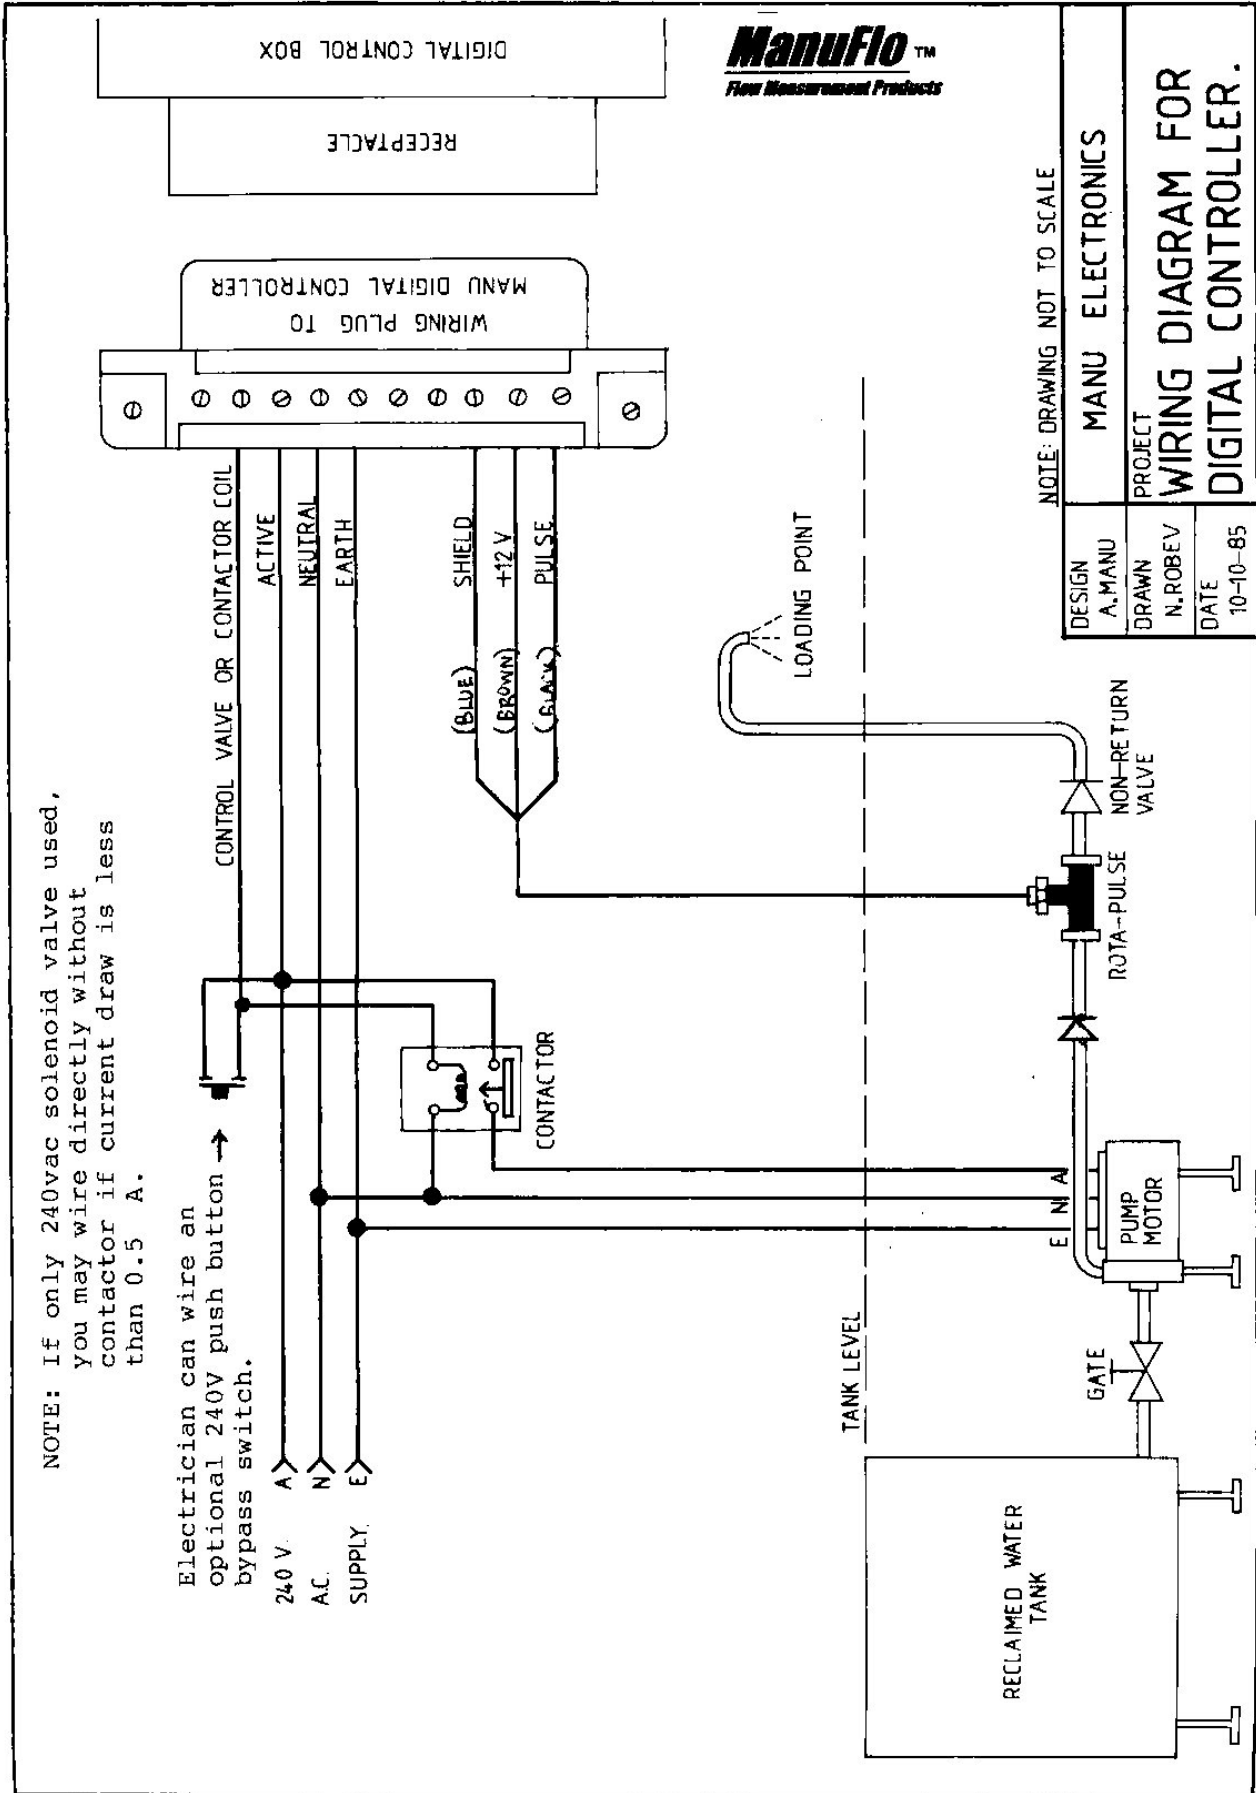 NOTE: If only 240vac solenoid valve used,
you may wire directly without
contactor if current draw is less
than 0.5 A.
Electrician can wire an
optional 240V push button →
bypass switch.
240 V. A
A.C. N
SUPPLY. E
CONTROL VALVE OR CONTACTOR COIL
ACTIVE
NEUTRAL
EARTH
SHIELD
+12 V
PULSE
(BLUE)
(BROWN)
(BLACK)
WIRING PLUG TO
MANU DIGITAL CONTROLLER
RECEPTACLE
DIGITAL CONTROL BOX
ManuFlo ™
Flow Measurement Products
CONTACTOR
TANK LEVEL
LOADING POINT
RECLAIMED WATER
TANK
GATE
E N A
PUMP
MOTOR
ROTA-PULSE
NON-RETURN
VALVE
NOTE: DRAWING NOT TO SCALE
DESIGN
A.MANU
MANU ELECTRONICS
DRAWN
N.ROBEV
DATE
10-10-85
PROJECT
WIRING DIAGRAM FOR
DIGITAL CONTROLLER.